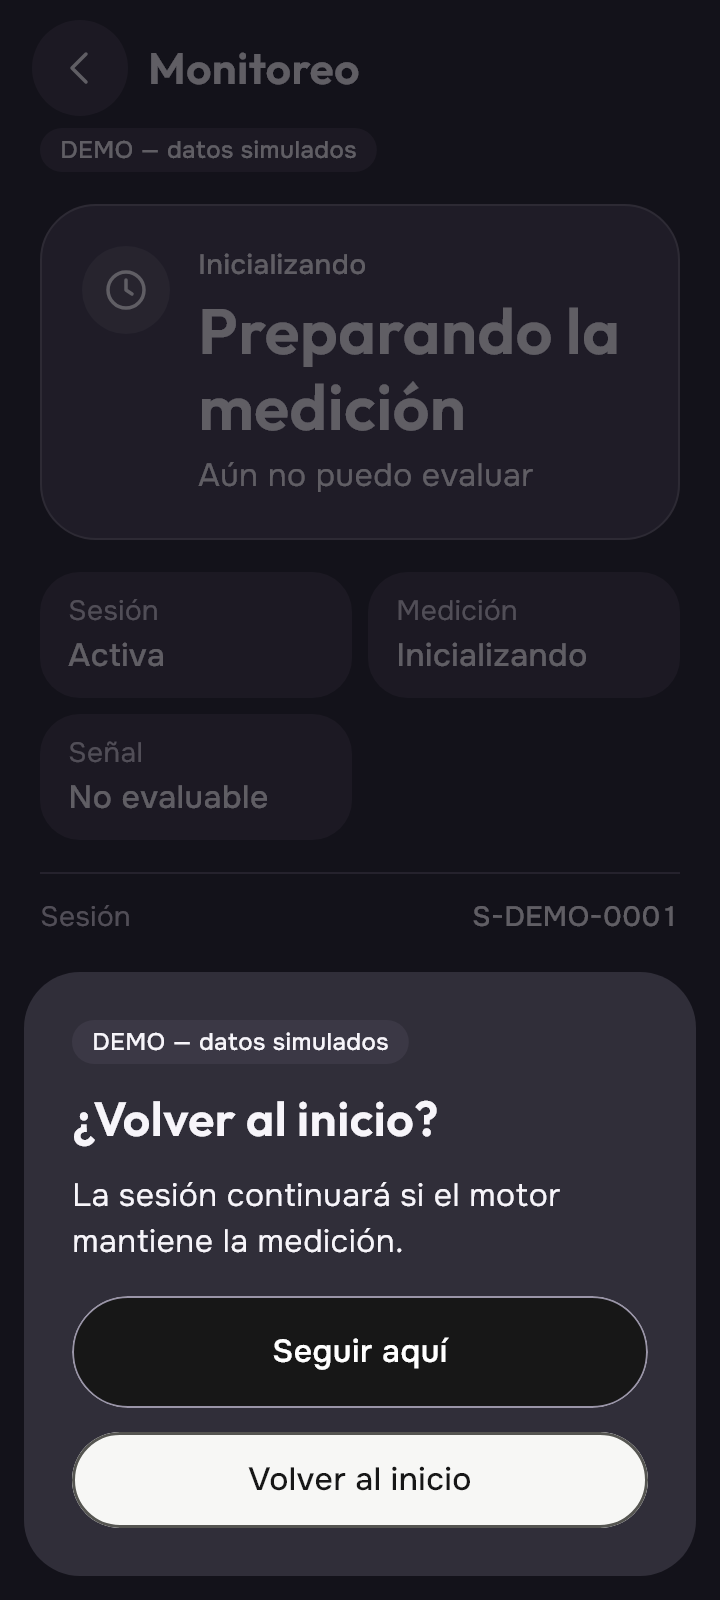 Monitoreo
DEMO — datos simulados
Inicializando
Preparando la
medición
Aún no puedo evaluar
Sesión
Activa
Medición
Inicializando
Señal
No evaluable
Sesión
S-DEMO-0001
DEMO — datos simulados
¿Volver al inicio?
La sesión continuará si el motor
mantiene la medición.
Seguir aquí
Volver al inicio